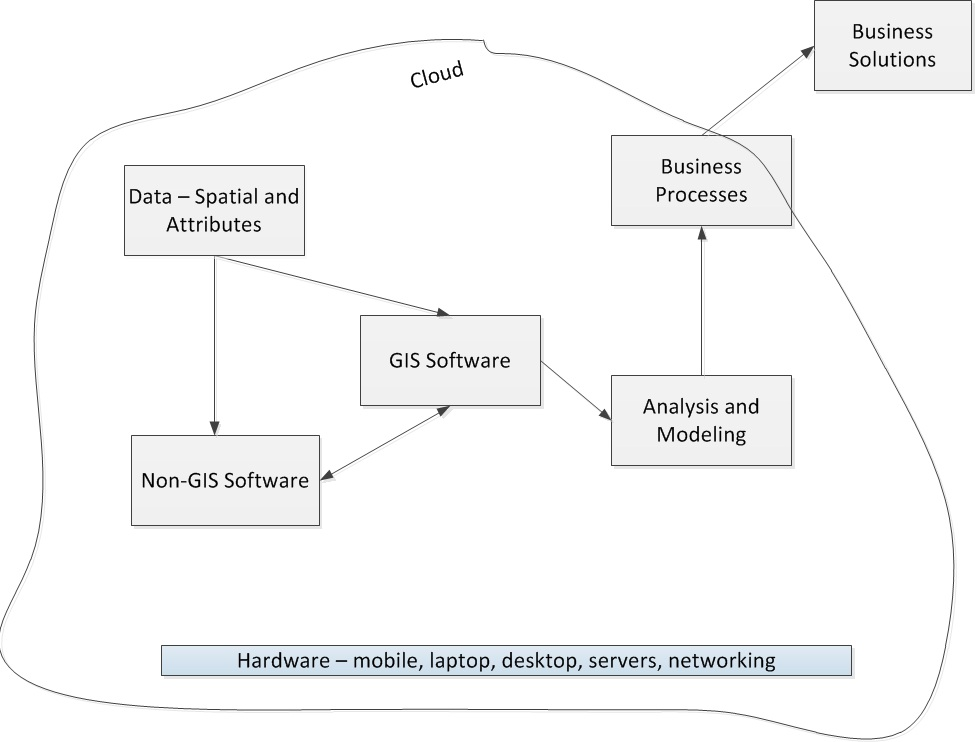 Business
Solutions
Cloud
Business
Processes
Data – Spatial and
Attributes
GIS Software
Analysis and
Modeling
Non-GIS Software
Hardware – mobile, laptop, desktop, servers, networking